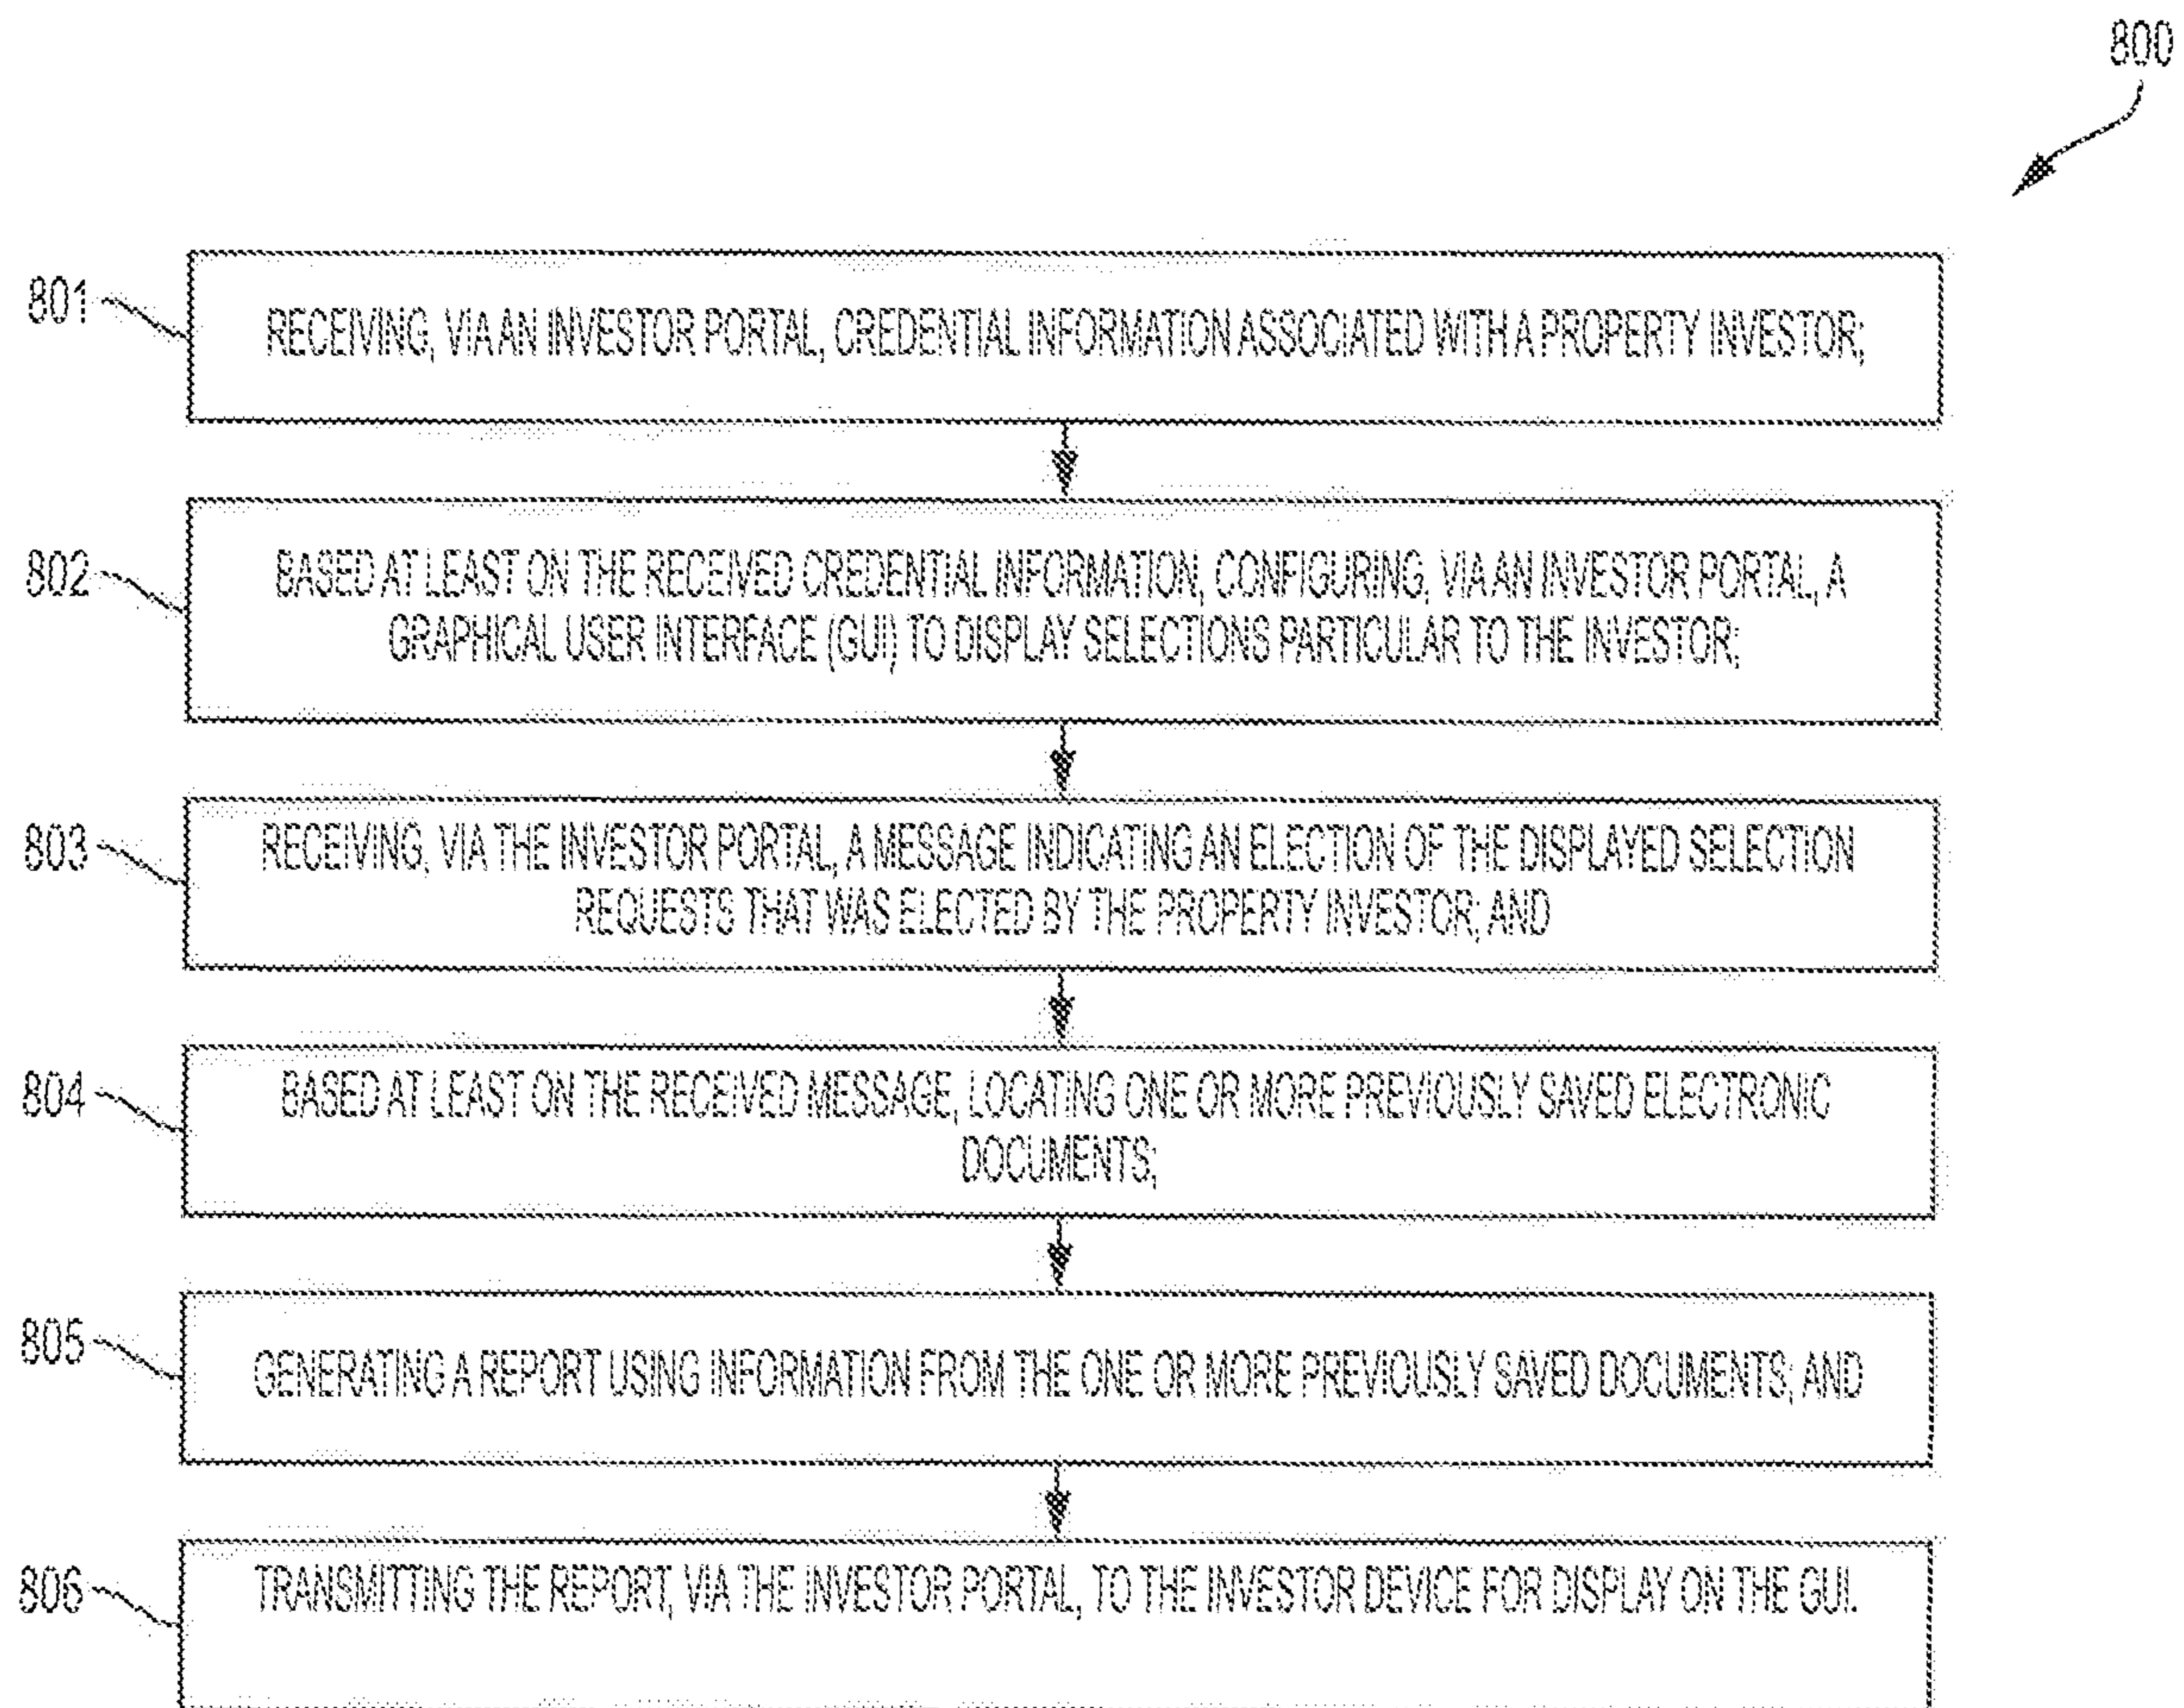 800
801
RECEIVING, VIA AN INVESTOR PORTAL, CREDENTIAL INFORMATION ASSOCIATED WITH A PROPERTY INVESTOR;
802
BASED AT LEAST ON THE RECEIVED CREDENTIAL INFORMATION, CONFIGURING, VIA AN INVESTOR PORTAL, A
GRAPHICAL USER INTERFACE (GUI) TO DISPLAY SELECTIONS PARTICULAR TO THE INVESTOR;
803
RECEIVING, VIA THE INVESTOR PORTAL, A MESSAGE INDICATING AN ELECTION OF THE DISPLAYED SELECTION
REQUESTS THAT WAS ELECTED BY THE PROPERTY INVESTOR; AND
804
BASED AT LEAST ON THE RECEIVED MESSAGE, LOCATING ONE OR MORE PREVIOUSLY SAVED ELECTRONIC
DOCUMENTS;
805
GENERATING A REPORT USING INFORMATION FROM THE ONE OR MORE PREVIOUSLY SAVED DOCUMENTS; AND
806
TRANSMITTING THE REPORT, VIA THE INVESTOR PORTAL, TO THE INVESTOR DEVICE FOR DISPLAY ON THE GUI.